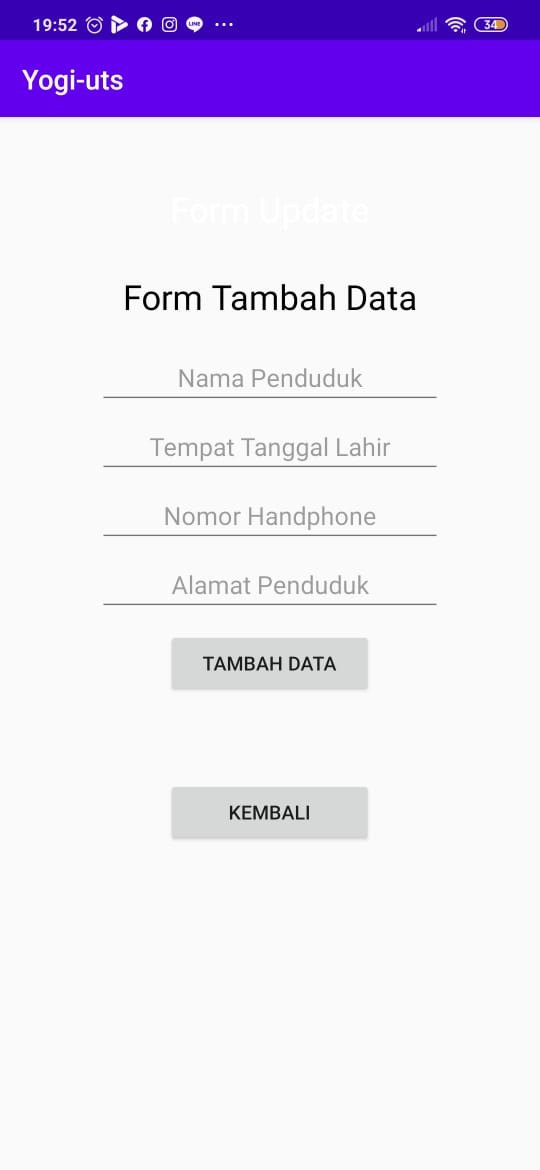 19:52
LINE
34
Yogi-uts
Form Update
Form Tambah Data
Nama Penduduk
Tempat Tanggal Lahir
Nomor Handphone
Alamat Penduduk
TAMBAH DATA
KEMBALI